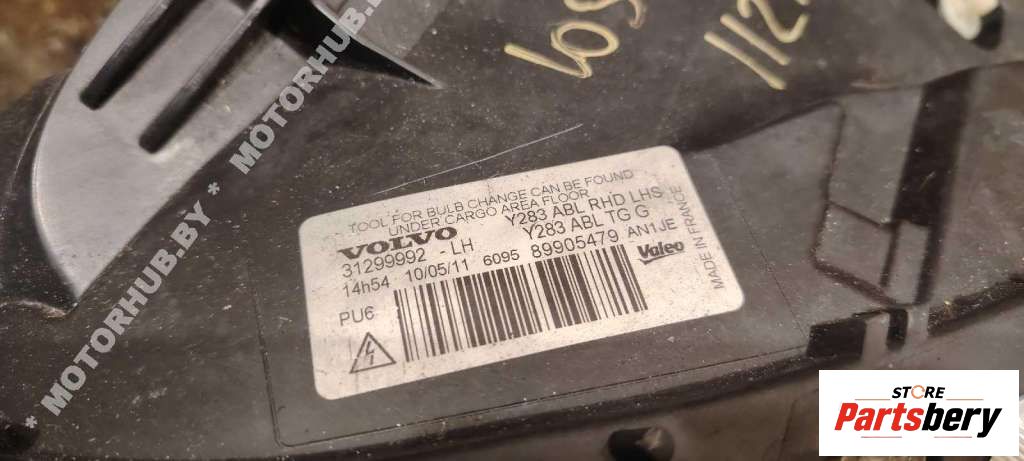 1127
* MOTORHUB.BY * MOTORHUB.BY
TOOL FOR BULB CHANGE CAN BE FOUND
UNDER CARGO AREA FLOOR
VOLVO Y283 ABL RHD LHS
31299992 -LH Y283 ABL TG G
14h54 10/05/11 6095 89905479 AN1JE
PU6
Valeo
MADE IN FRANCE
STORE
Partsbery